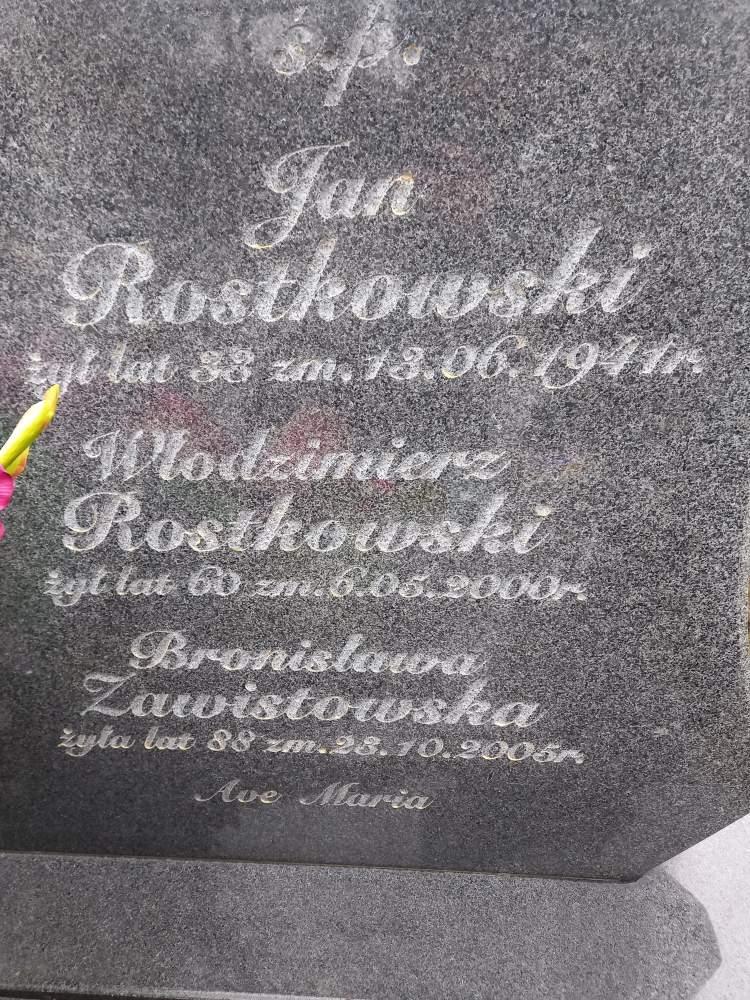 ś.p.
Jan
Rostkowski
żył lat 33 zm. 13.06.1941r.
Włodzimierz
Rostkowski
żył lat 60 zm. 6.05.2000r.
Bronisława
Zawistowska
żyła lat 88 zm. 23.10.2005r.
Ave Maria